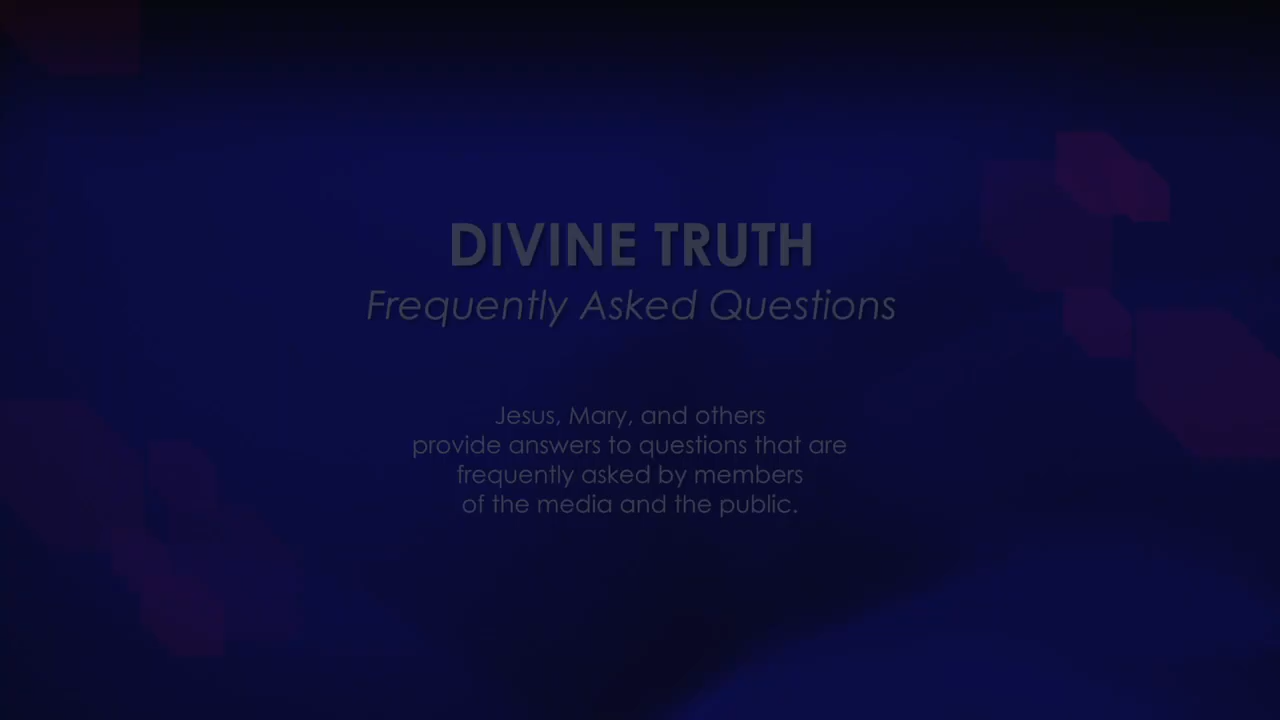 DIVINE TRUTH
Frequently Asked Questions
Jesus, Mary, and others
provide answers to questions that are
frequently asked by members
of the media and the public.